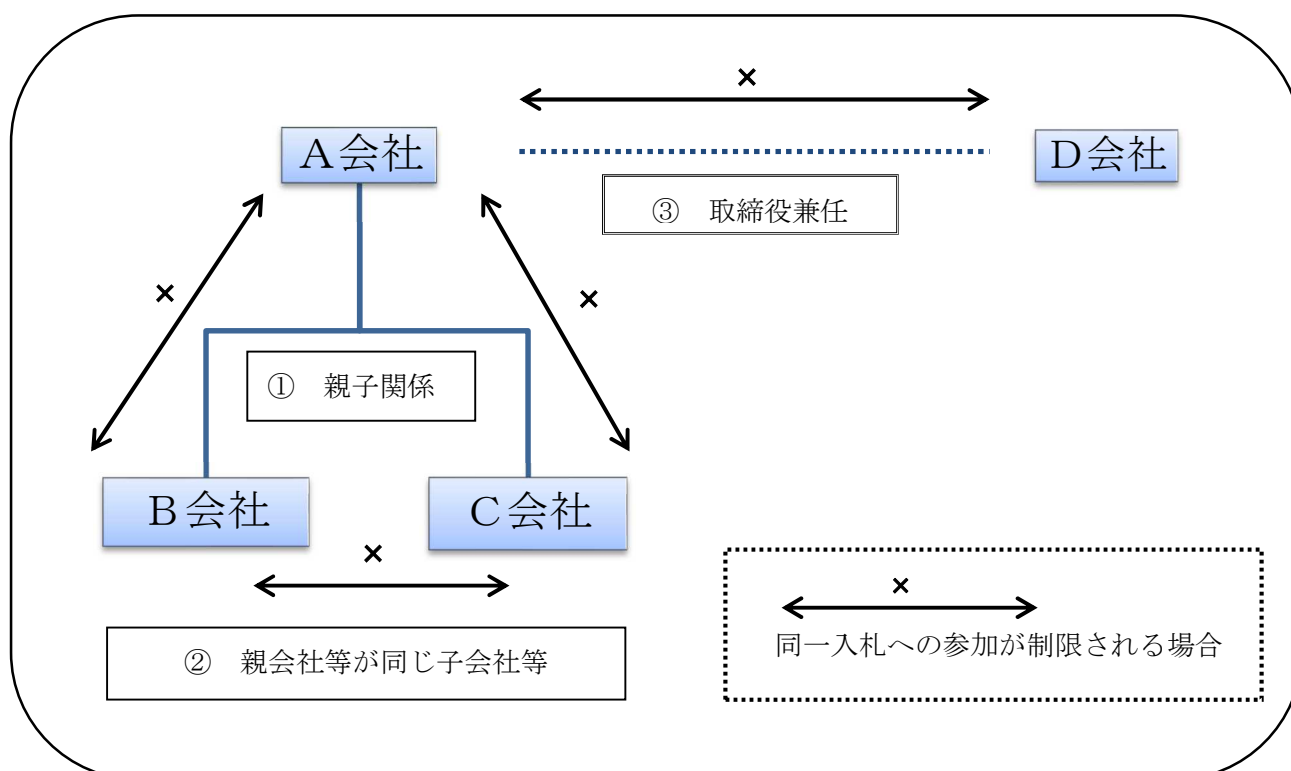 ×
A会社
D会社
③ 取締役兼任
×
×
① 親子関係
B会社
C会社
×
② 親会社等が同じ子会社等
×
同一入札への参加が制限される場合